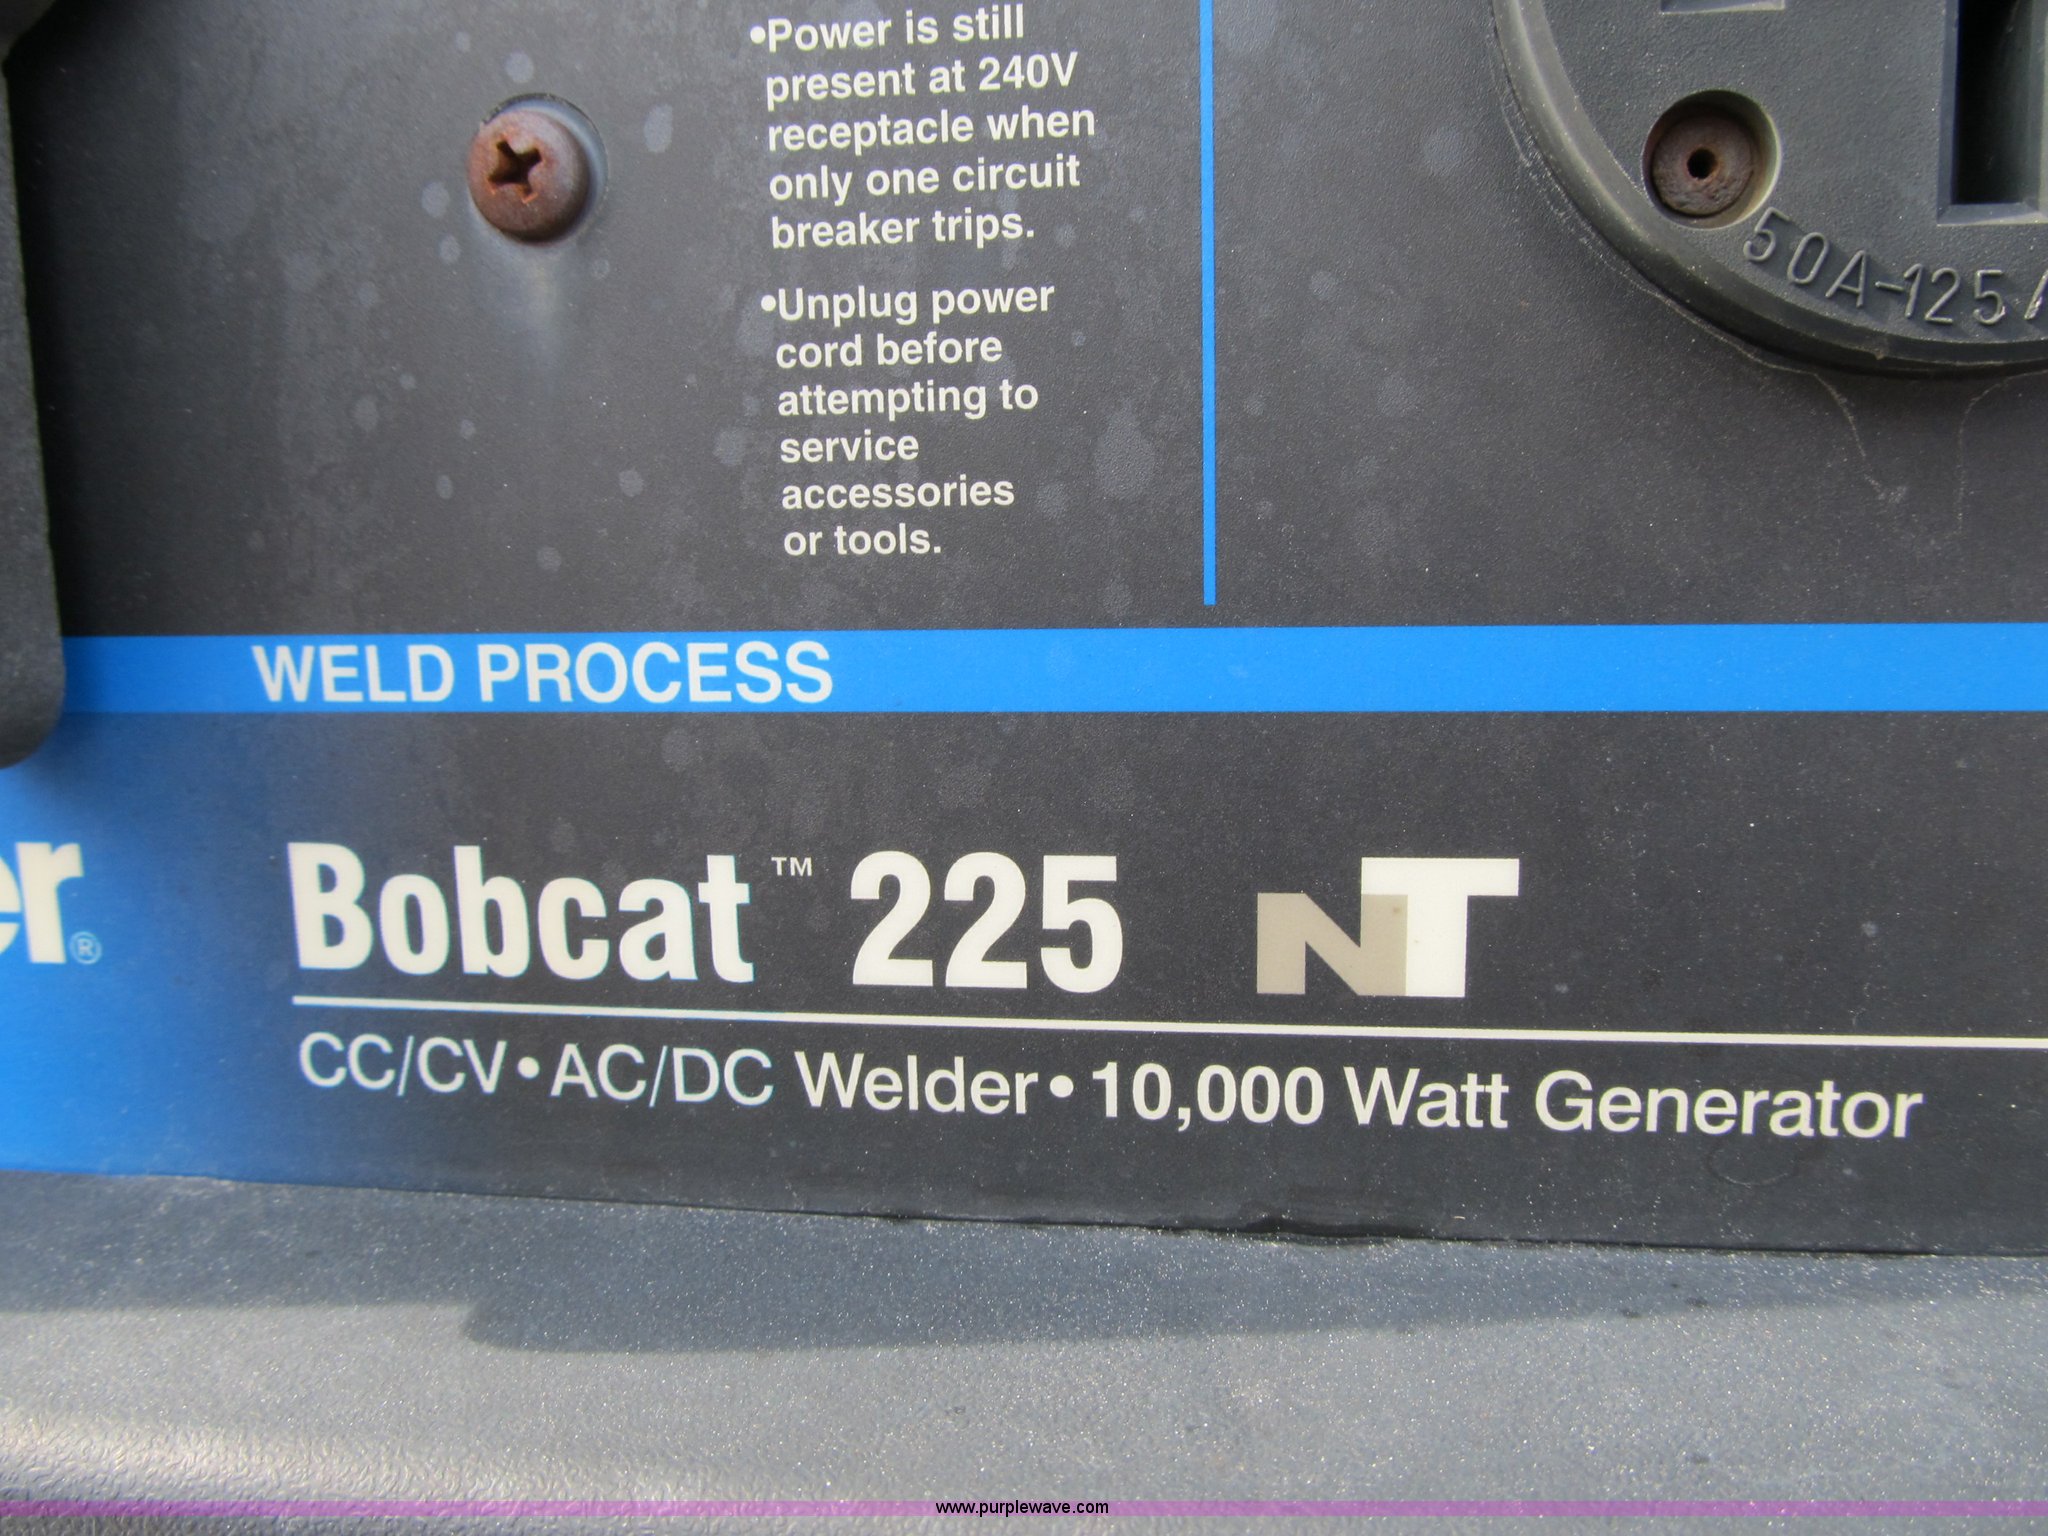 •Power is still
present at 240V
receptacle when
only one circuit
breaker trips.
•Unplug power
cord before
attempting to
service
accessories
or tools.
50A-125
WELD PROCESS
er®
Bobcat™ 225 NT
CC/CV•AC/DC Welder•10,000 Watt Generator
www.purplewave.com